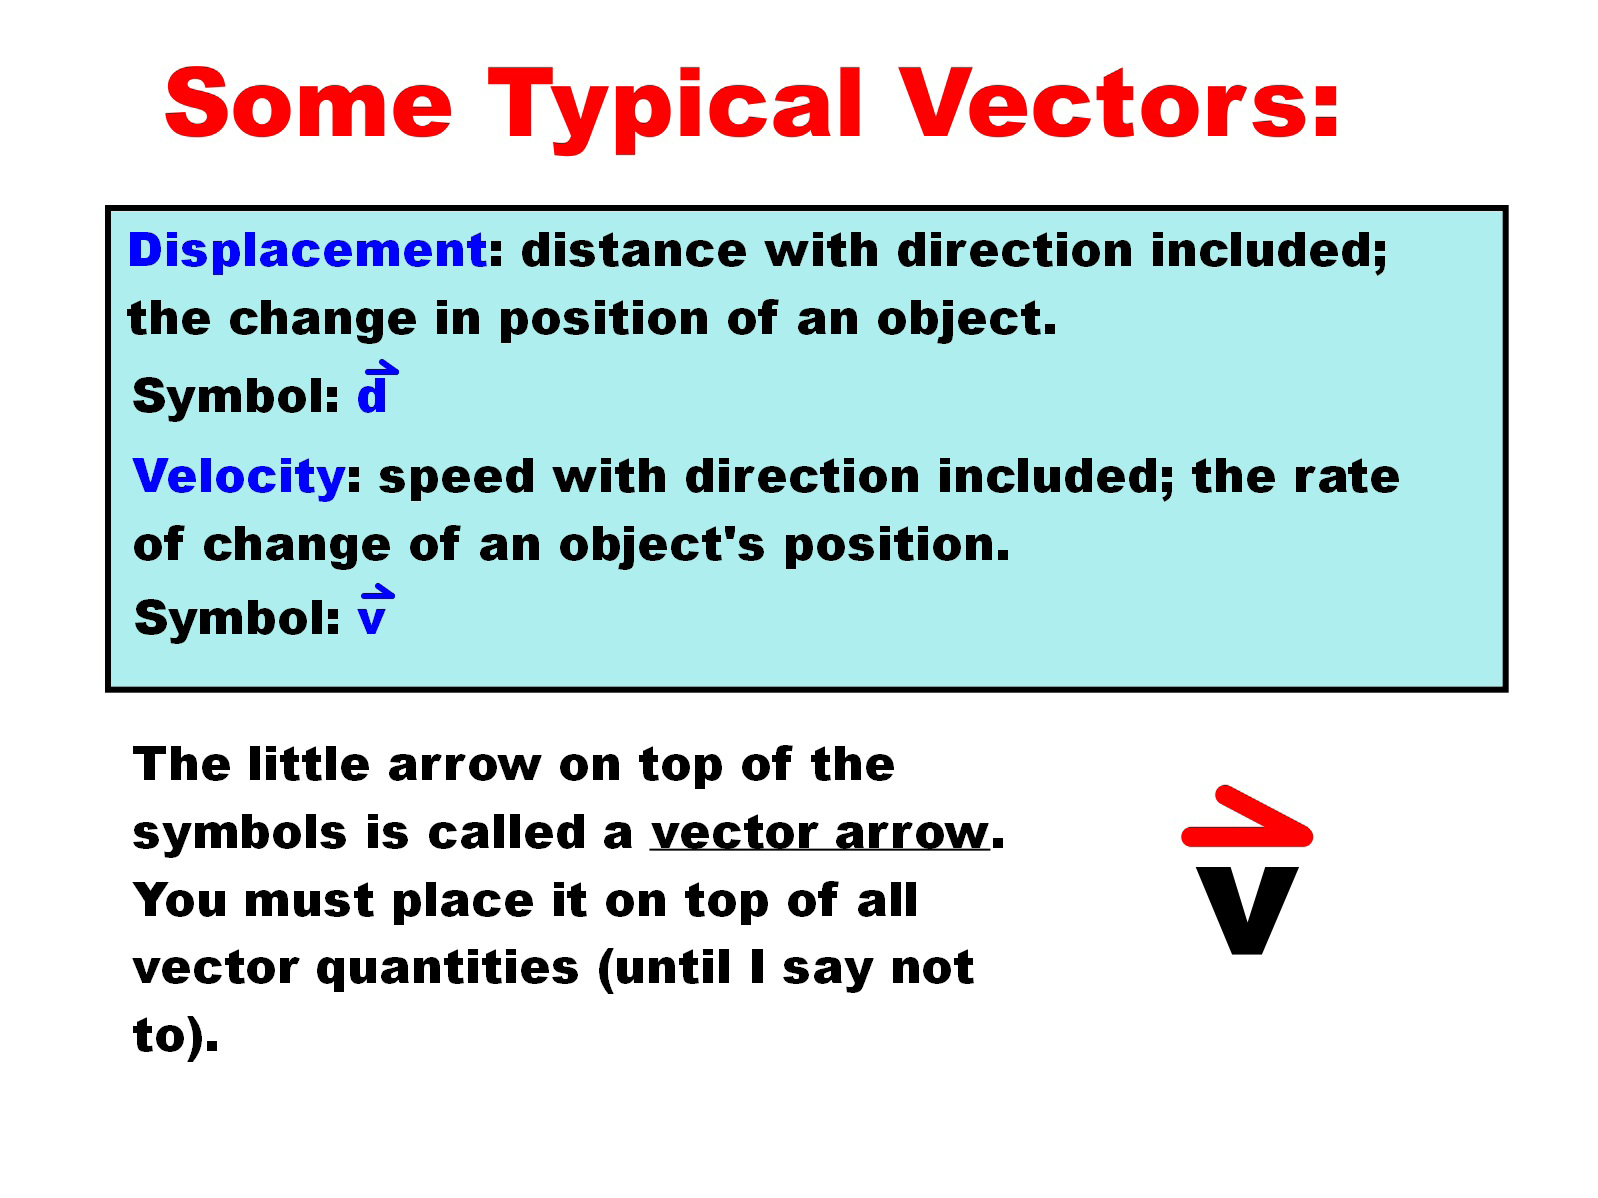 Some Typical Vectors:
Displacement: distance with direction included;
the change in position of an object.
Symbol: d⃗
Velocity: speed with direction included; the rate
of change of an object's position.
Symbol: v⃗
The little arrow on top of the
symbols is called a vector arrow.
You must place it on top of all
vector quantities (until I say not
to).
v⃗